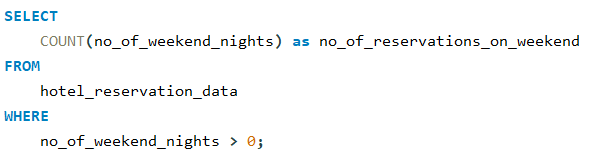 SELECT
    COUNT(no_of_weekend_nights) as no_of_reservations_on_weekend
FROM
    hotel_reservation_data
WHERE
    no_of_weekend_nights > 0;